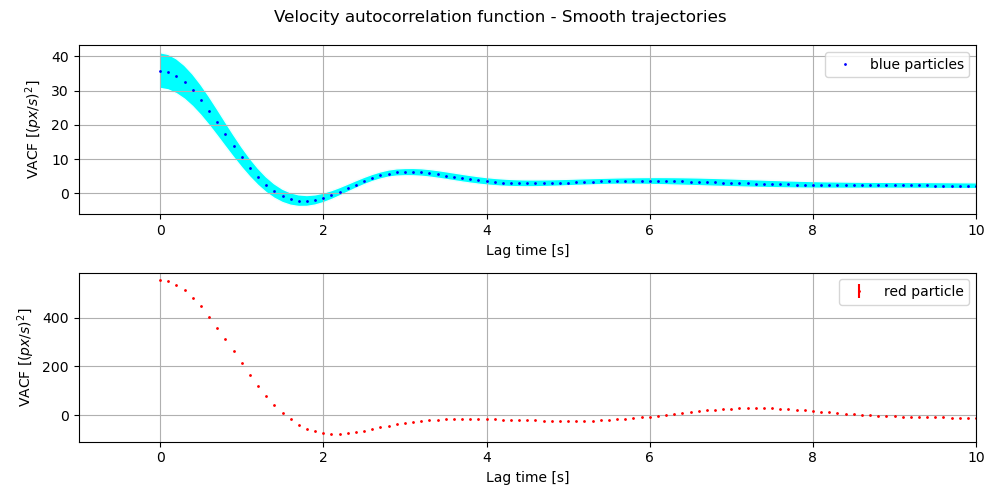 Velocity autocorrelation function - Smooth trajectories
VACF [(px/s)²]
40
30
20
10
0
blue particles
0 2 4 6 8 10
Lag time [s]
VACF [(px/s)²]
400
200
0
red particle
0 2 4 6 8 10
Lag time [s]